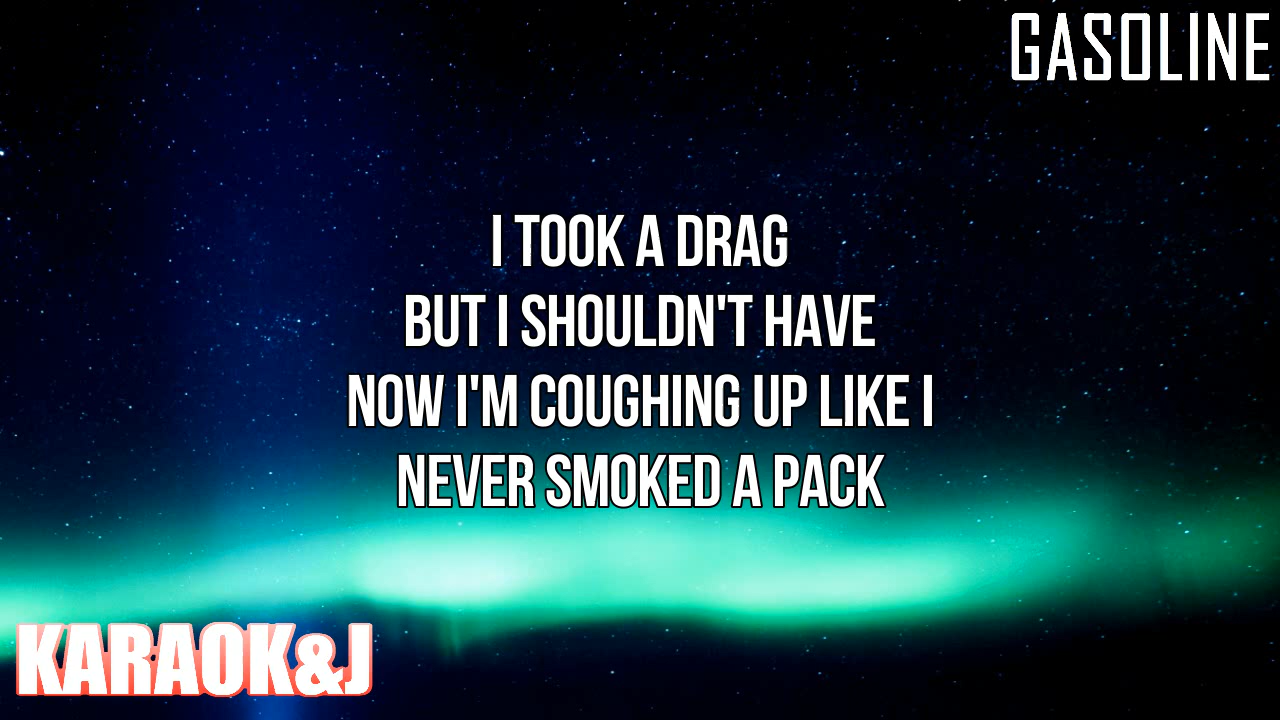 GASOLINE
I TOOK A DRAG
BUT I SHOULDN'T HAVE
NOW I'M COUGHING UP LIKE I
NEVER SMOKED A PACK
KARAOK&J